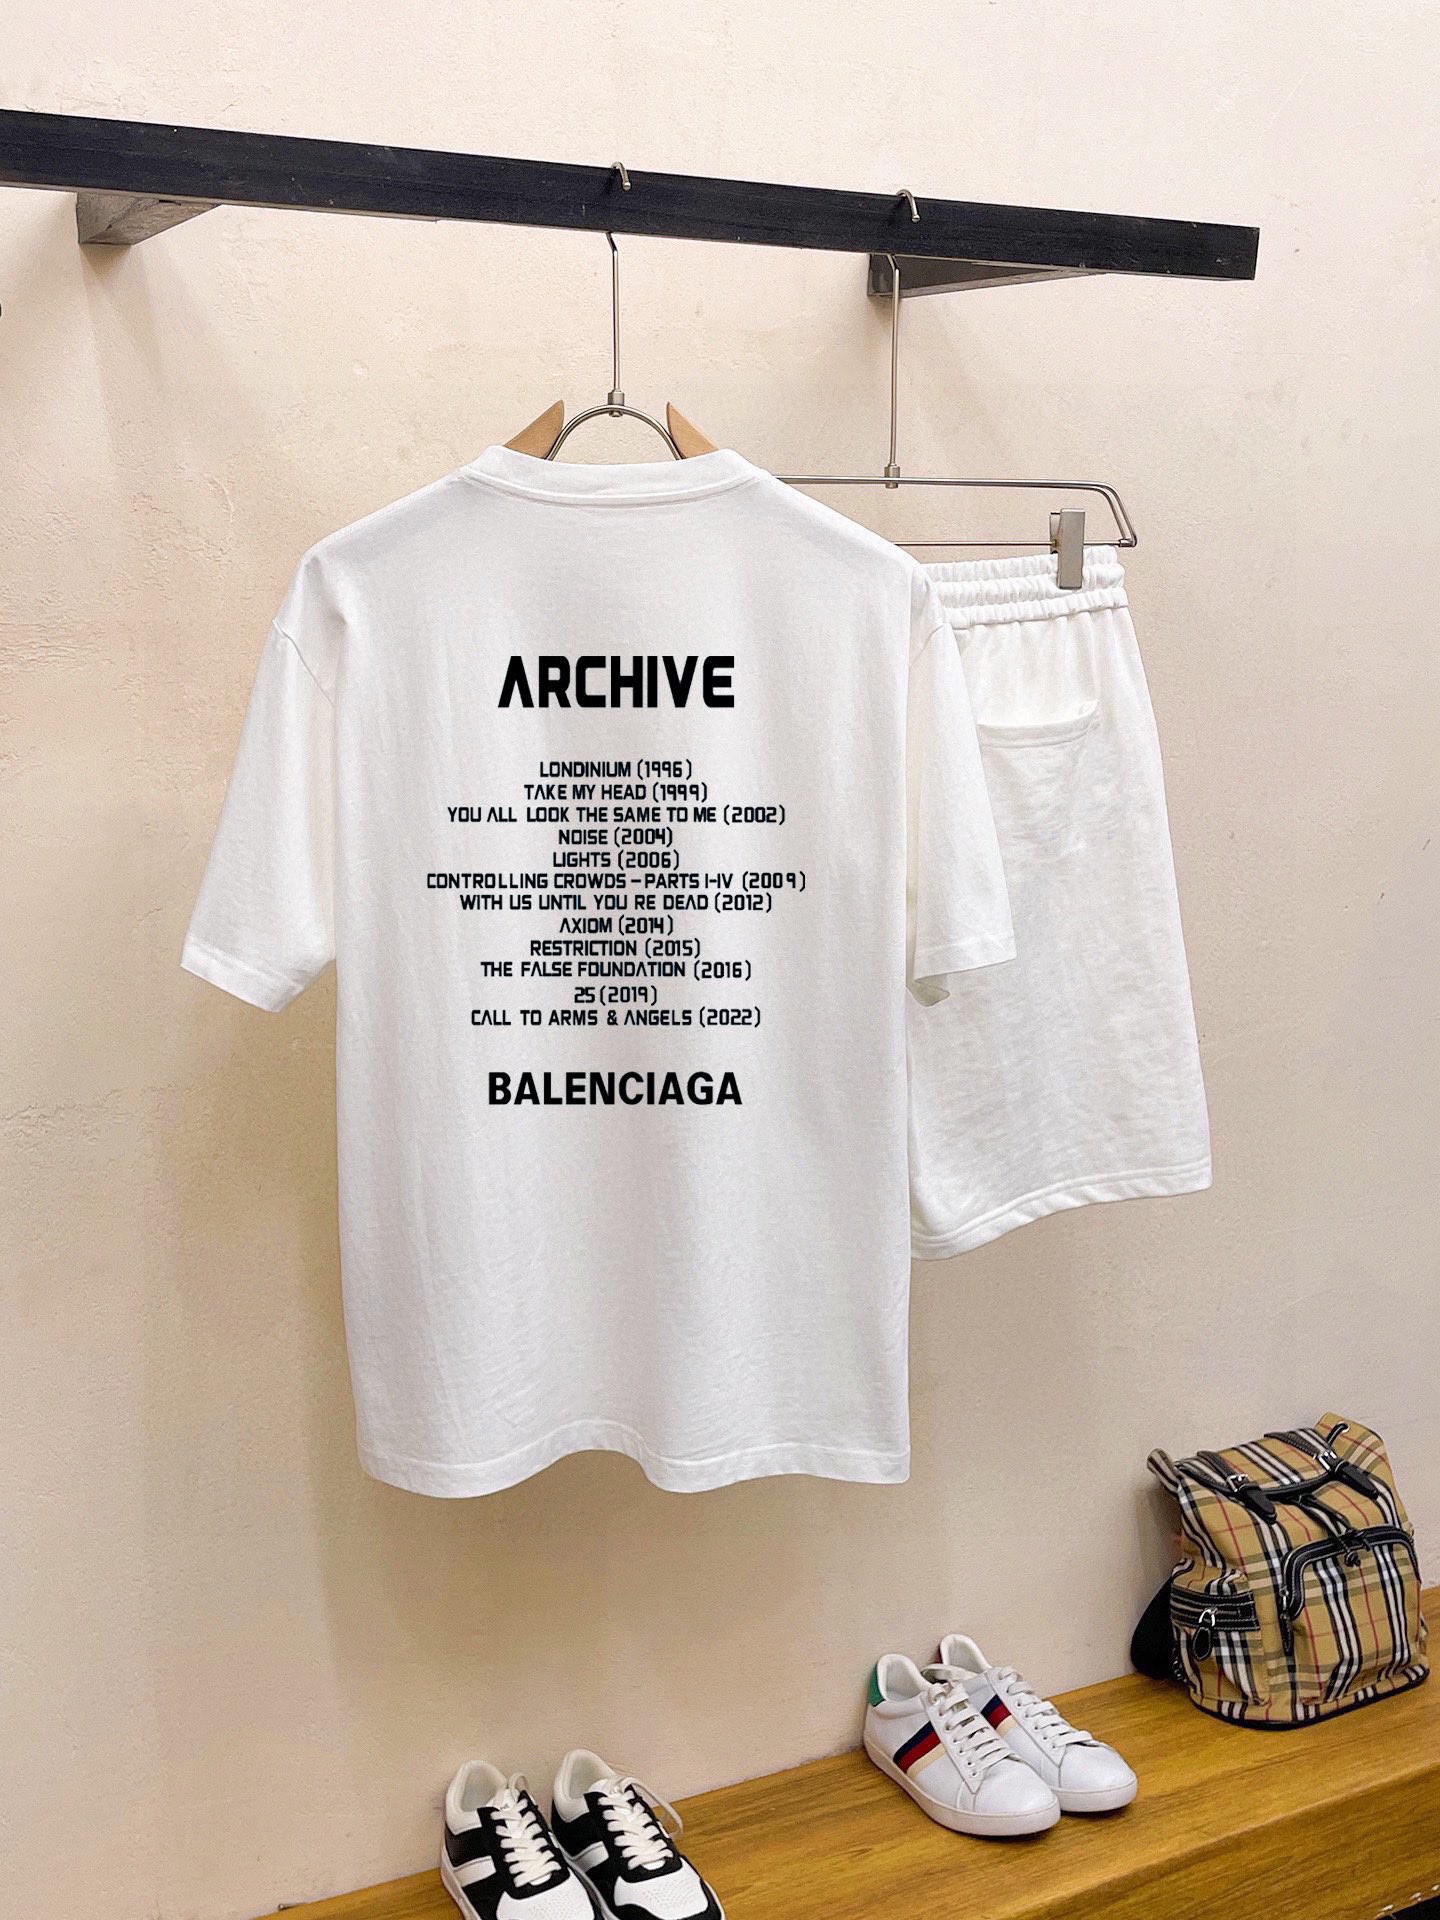 ARCHIVE
LONDINIUM (1996)
TAKE MY HEAD (1999)
YOU ALL LOOK THE SAME TO ME (2002)
NOISE (2004)
LIGHTS (2006)
CONTROLLING CROWDS – PARTS I-IV (2009)
WITH US UNTIL YOU RE DEAD (2012)
AXIOM (2014)
RESTRICTION (2015)
THE FALSE FOUNDATION (2016)
25 (2019)
CALL TO ARMS & ANGELS (2022)
BALENCIAGA